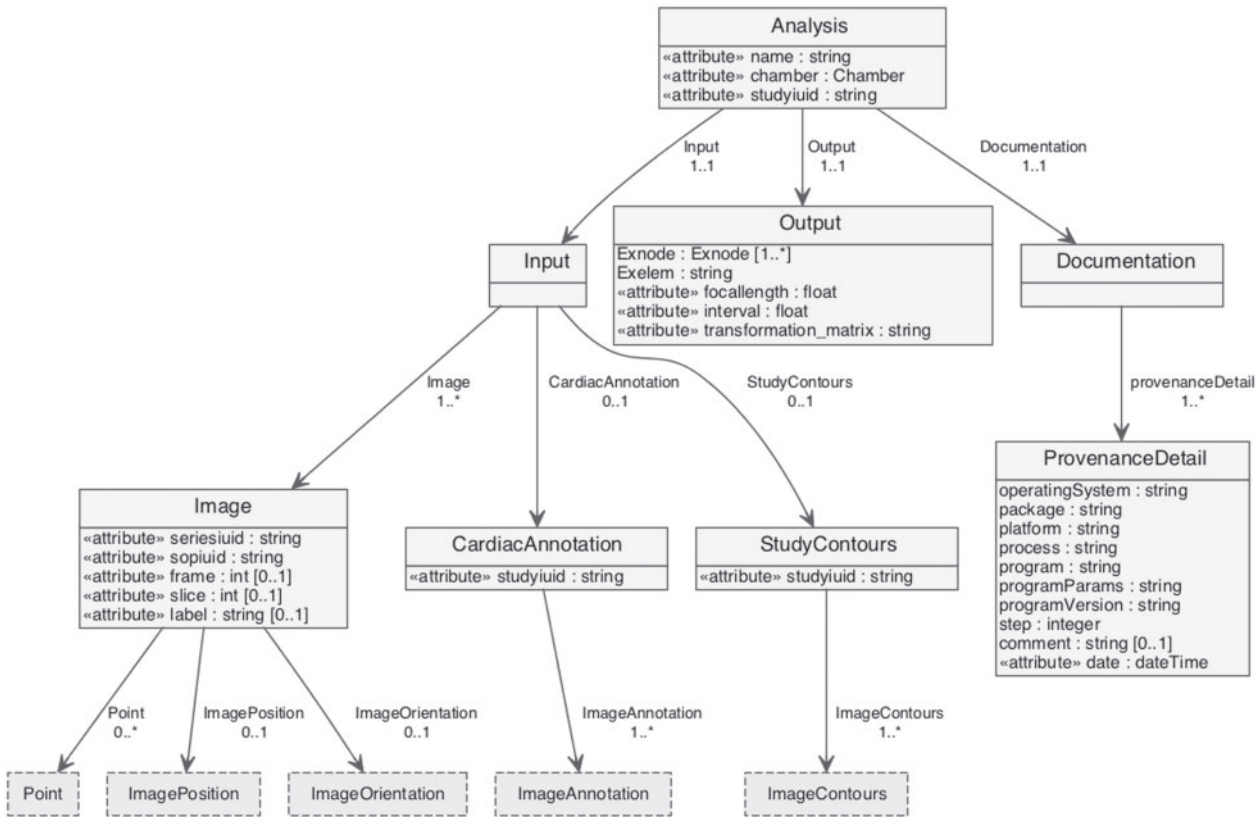 Analysis
«attribute» name : string
«attribute» chamber : Chamber
«attribute» studyiuid : string
Input
1..1
Output
1..1
Documentation
1..1
Input
Output
Exnode : Exnode [1..*]
Exelem : string
«attribute» focallength : float
«attribute» interval : float
«attribute» transformation_matrix : string
Documentation
Image
1..*
CardiacAnnotation
0..1
StudyContours
0..1
provenanceDetail
1..*
Image
«attribute» seriesiuid : string
«attribute» sopiuid : string
«attribute» frame : int [0..1]
«attribute» slice : int [0..1]
«attribute» label : string [0..1]
CardiacAnnotation
«attribute» studyiuid : string
StudyContours
«attribute» studyiuid : string
ProvenanceDetail
operatingSystem : string
package : string
platform : string
process : string
program : string
programParams : string
programVersion : string
step : integer
comment : string [0..1]
«attribute» date : dateTime
Point
0..*
ImagePosition
0..1
ImageOrientation
0..1
ImageAnnotation
1..*
ImageContours
1..*
Point
ImagePosition
ImageOrientation
ImageAnnotation
ImageContours